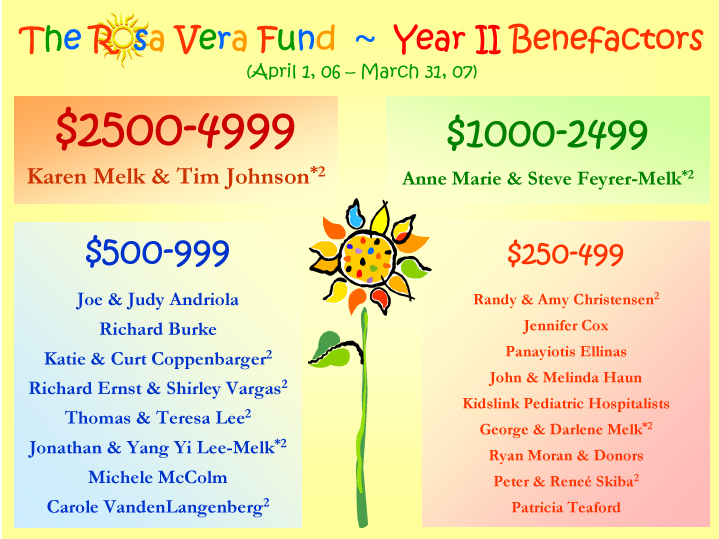 The Rosa Vera Fund ~ Year II Benefactors
(April 1, 06 – March 31, 07)
$2500-4999
Karen Melk & Tim Johnson*2
$1000-2499
Anne Marie & Steve Feyrer-Melk*2
$500-999
Joe & Judy Andriola
Richard Burke
Katie & Curt Coppenbarger2
Richard Ernst & Shirley Vargas2
Thomas & Teresa Lee2
Jonathan & Yang Yi Lee-Melk*2
Michele McColm
Carole VandenLangenberg2
$250-499
Randy & Amy Christensen2
Jennifer Cox
Panayiotis Ellinas
John & Melinda Haun
Kidslink Pediatric Hospitalists
George & Darlene Melk*2
Ryan Moran & Donors
Peter & Reneé Skiba2
Patricia Teaford